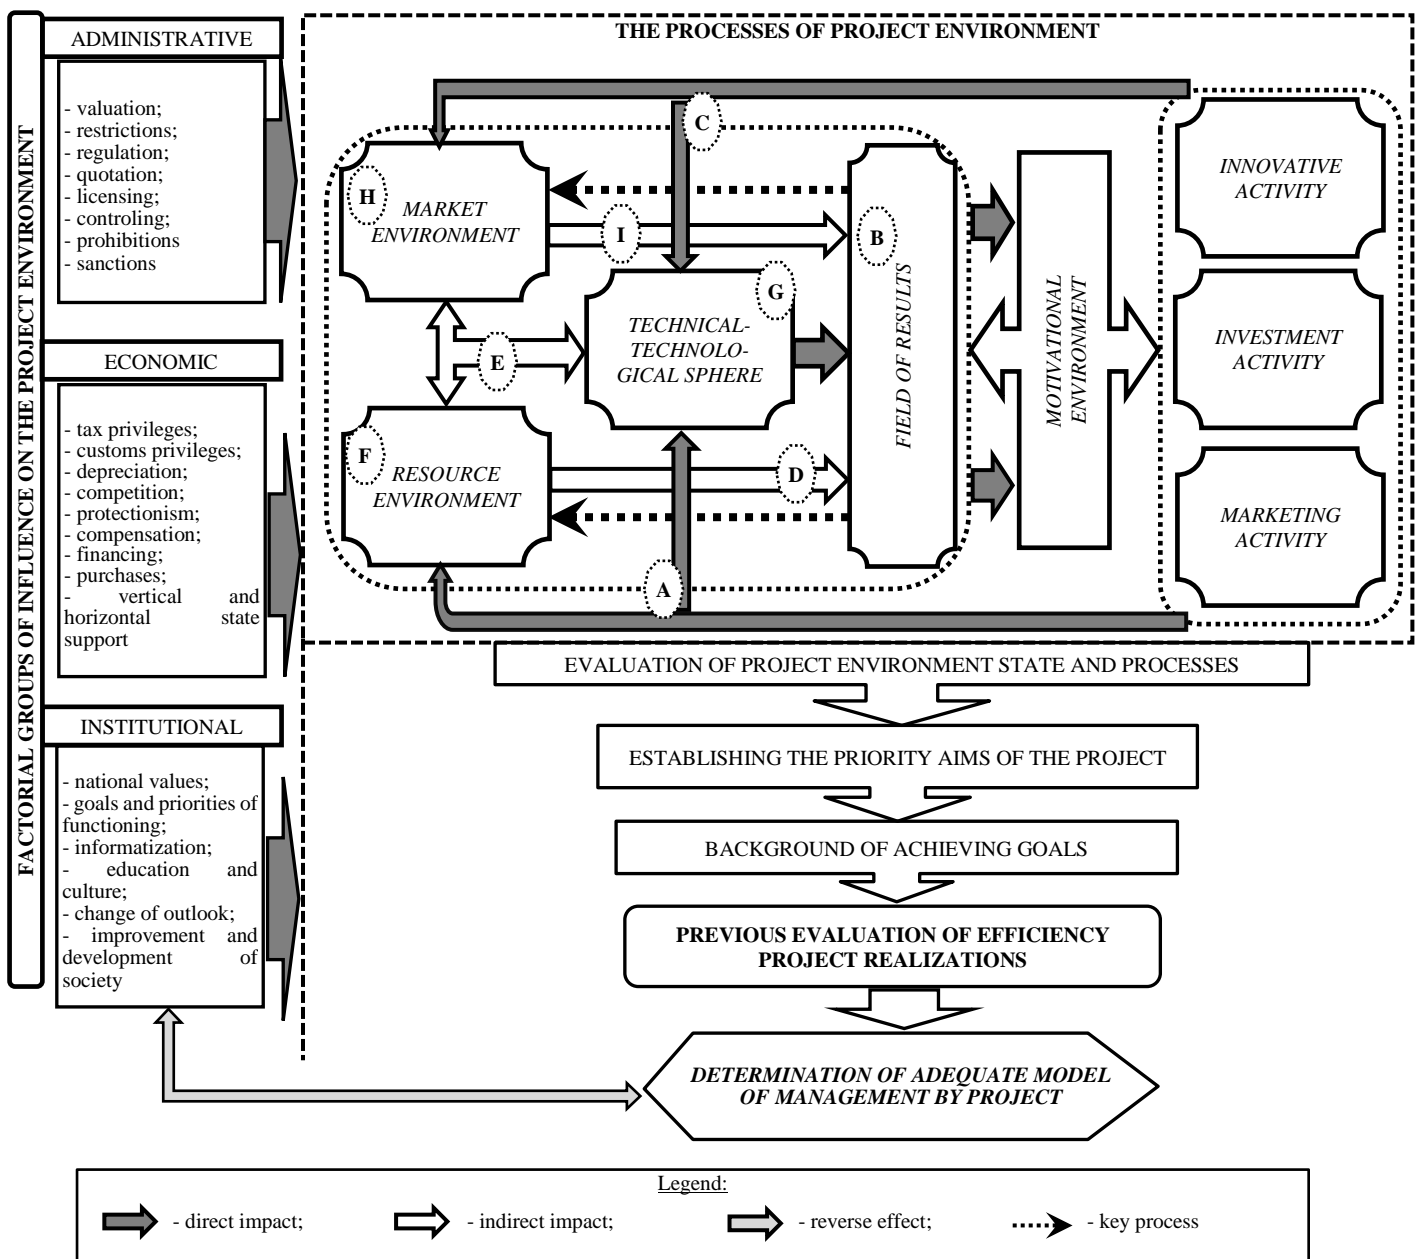 FACTORIAL GROUPS OF INFLUENCE ON THE PROJECT ENVIRONMENT
ADMINISTRATIVE
- valuation;
- restrictions;
- regulation;
- quotation;
- licensing;
- controling;
- prohibitions
- sanctions
ECONOMIC
- tax privileges;
- customs privileges;
- depreciation;
- competition;
- protectionism;
- compensation;
- financing;
- purchases;
- vertical and
horizontal state
support
INSTITUTIONAL
- national values;
- goals and priorities of
functioning;
- informatization;
- education and
culture;
- change of outlook;
- improvement and
development of
society
THE PROCESSES OF PROJECT ENVIRONMENT
C
H
MARKET
ENVIRONMENT
I
B
FIELD OF RESULTS
G
TECHNICAL-
TECHNOLO-
GICAL SPHERE
E
F
RESOURCE
ENVIRONMENT
D
A
MOTIVATIONAL
ENVIRONMENT
INNOVATIVE
ACTIVITY
INVESTMENT
ACTIVITY
MARKETING
ACTIVITY
EVALUATION OF PROJECT ENVIRONMENT STATE AND PROCESSES
ESTABLISHING THE PRIORITY AIMS OF THE PROJECT
BACKGROUND OF ACHIEVING GOALS
PREVIOUS EVALUATION OF EFFICIENCY
PROJECT REALIZATIONS
DETERMINATION OF ADEQUATE MODEL
OF MANAGEMENT BY PROJECT
Legend:
- direct impact;
- indirect impact;
- reverse effect;
- key process